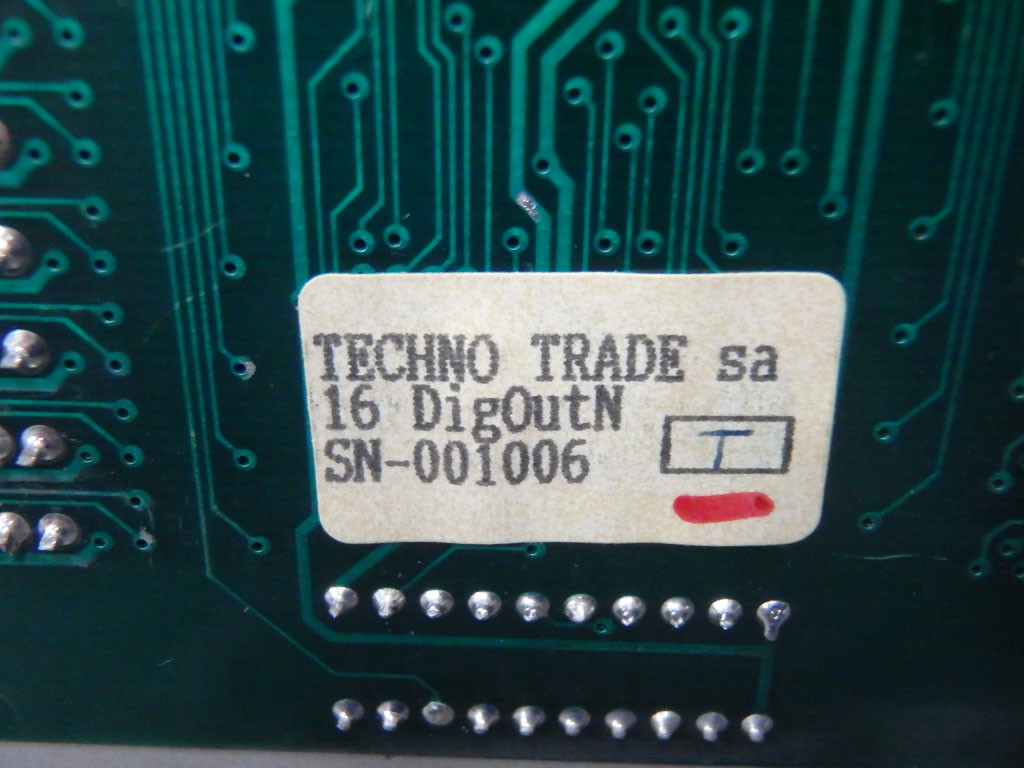 TECHNO TRADE sa
16 DigOutN
T
SN-001006